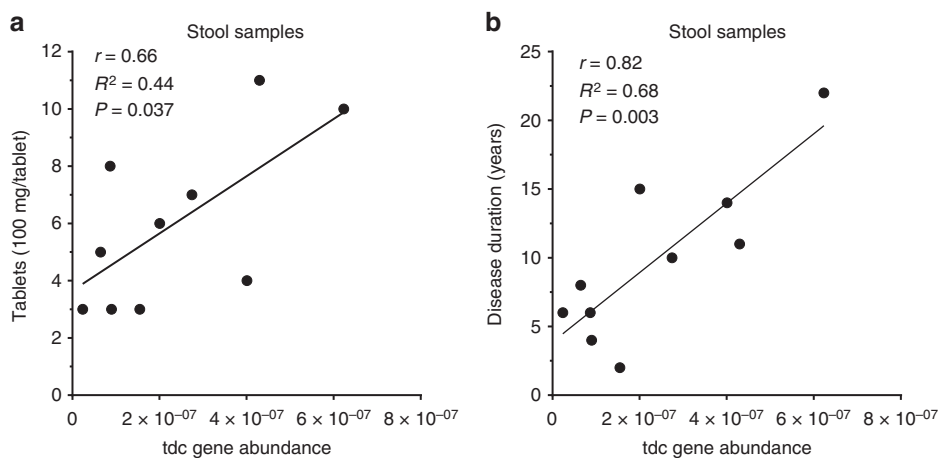 a
Stool samples
r = 0.66
R² = 0.44
P = 0.037
Tablets (100 mg/tablet)
12
10
8
6
4
2
0
0 2 × 10⁻⁰⁷ 4 × 10⁻⁰⁷ 6 × 10⁻⁰⁷ 8 × 10⁻⁰⁷
tdc gene abundance
b
Stool samples
r = 0.82
R² = 0.68
P = 0.003
Disease duration (years)
25
20
15
10
5
0
0 2 × 10⁻⁰⁷ 4 × 10⁻⁰⁷ 6 × 10⁻⁰⁷ 8 × 10⁻⁰⁷
tdc gene abundance